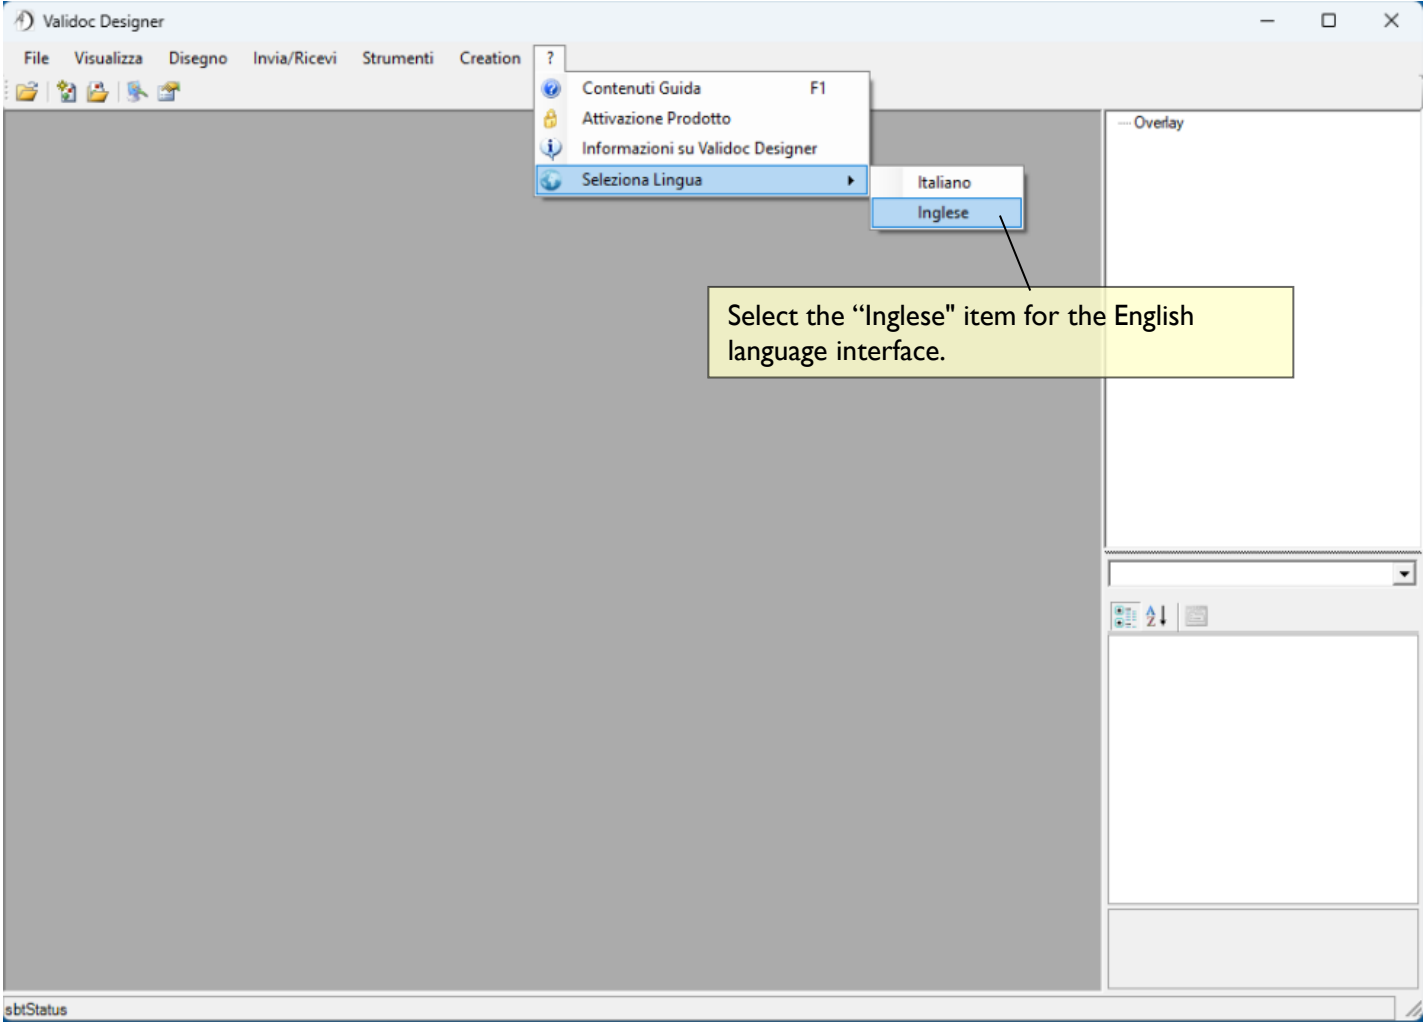 Validoc Designer
File Visualizza Disegno Invia/Ricevi Strumenti Creation ?
Contenuti Guida F1
Attivazione Prodotto
Informazioni su Validoc Designer
Seleziona Lingua
Italiano
Inglese
Overlay
Select the “Inglese" item for the English
language interface.
sbtStatus